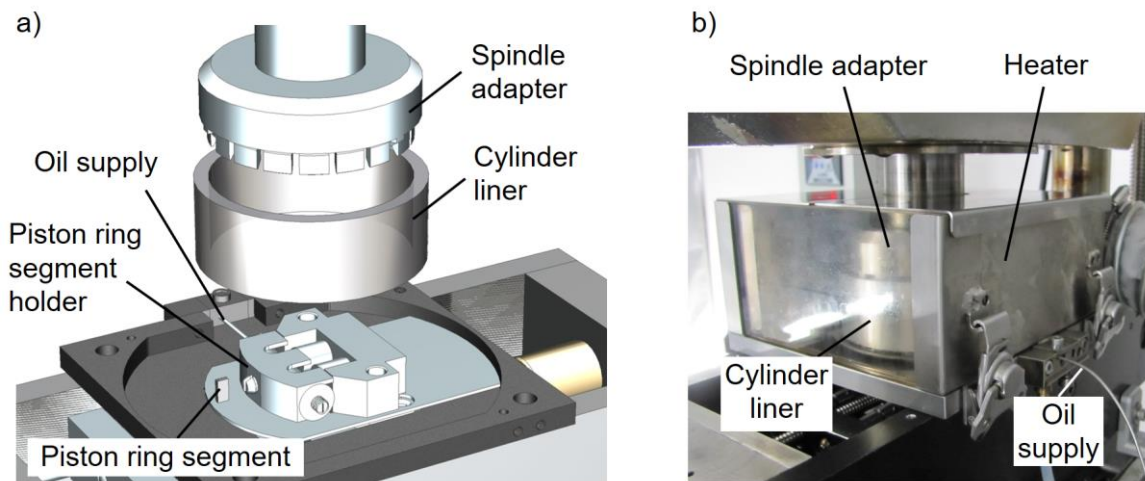 a)
Spindle
adapter
Oil supply
Cylinder
liner
Piston ring
segment
holder
Piston ring segment
b)
Spindle adapter
Heater
Cylinder
liner
Oil
supply